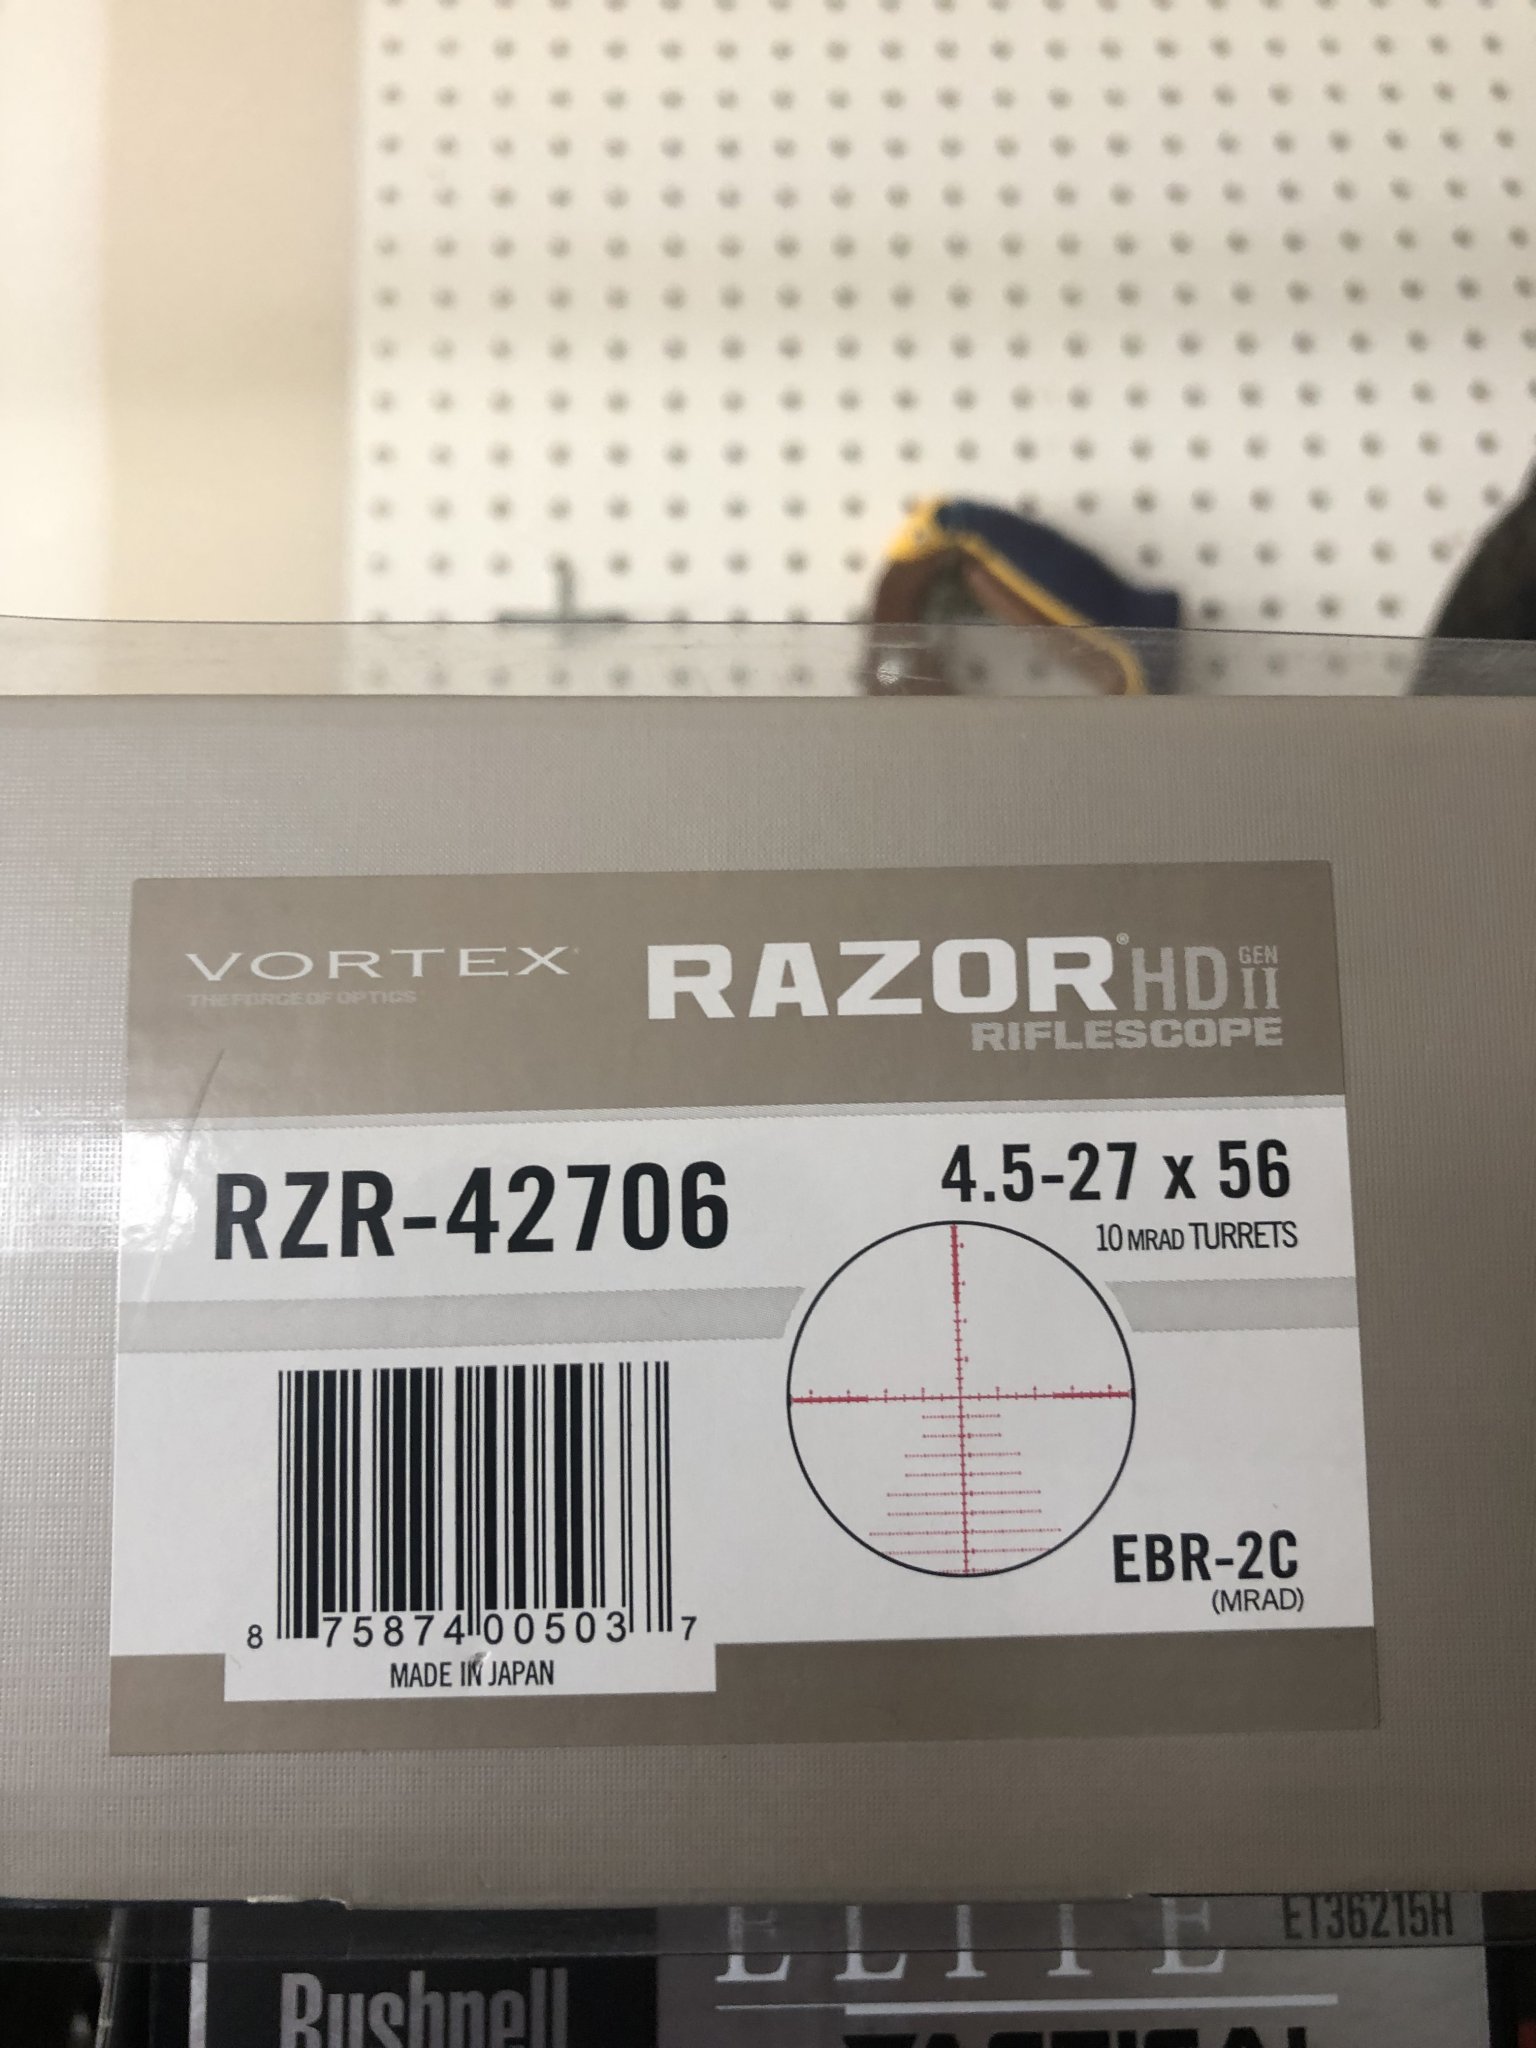 VORTEX
THE FORCE OF OPTICS
RAZOR® HD GEN II
RIFLESCOPE
RZR-42706
4.5-27 x 56
10 MRAD TURRETS
EBR-2C
(MRAD)
8 75874 00503 7
MADE IN JAPAN
ELITE
ET36215H
Bushnell
TACTICAL